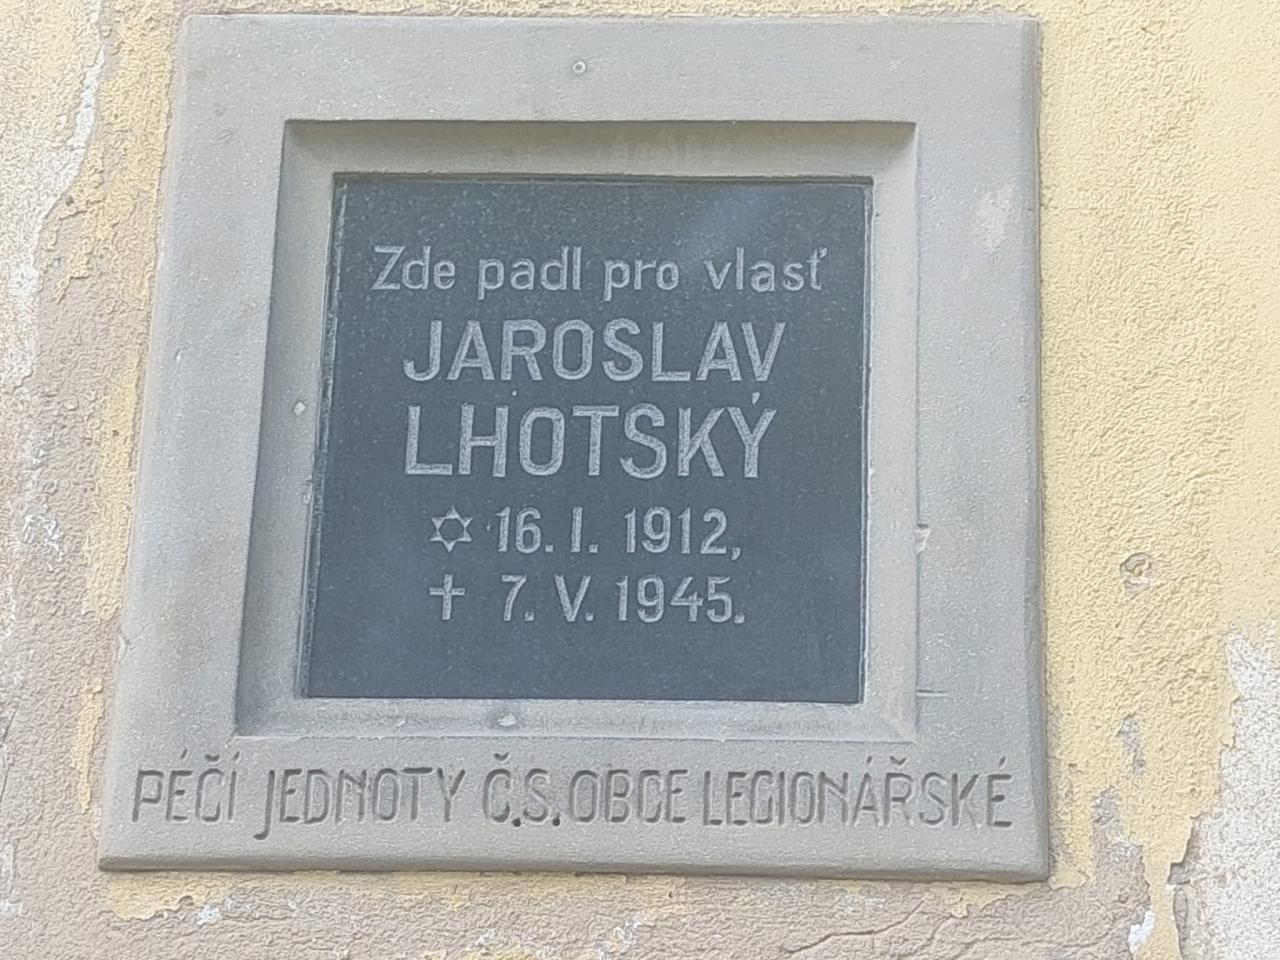 Zde padl pro vlasť
JAROSLAV
LHOTSKÝ
✡ 16. I. 1912,
✝ 7. V. 1945.
PÉČÍ JEDNOTY Č.S. OBCE LEGIONÁŘSKÉ